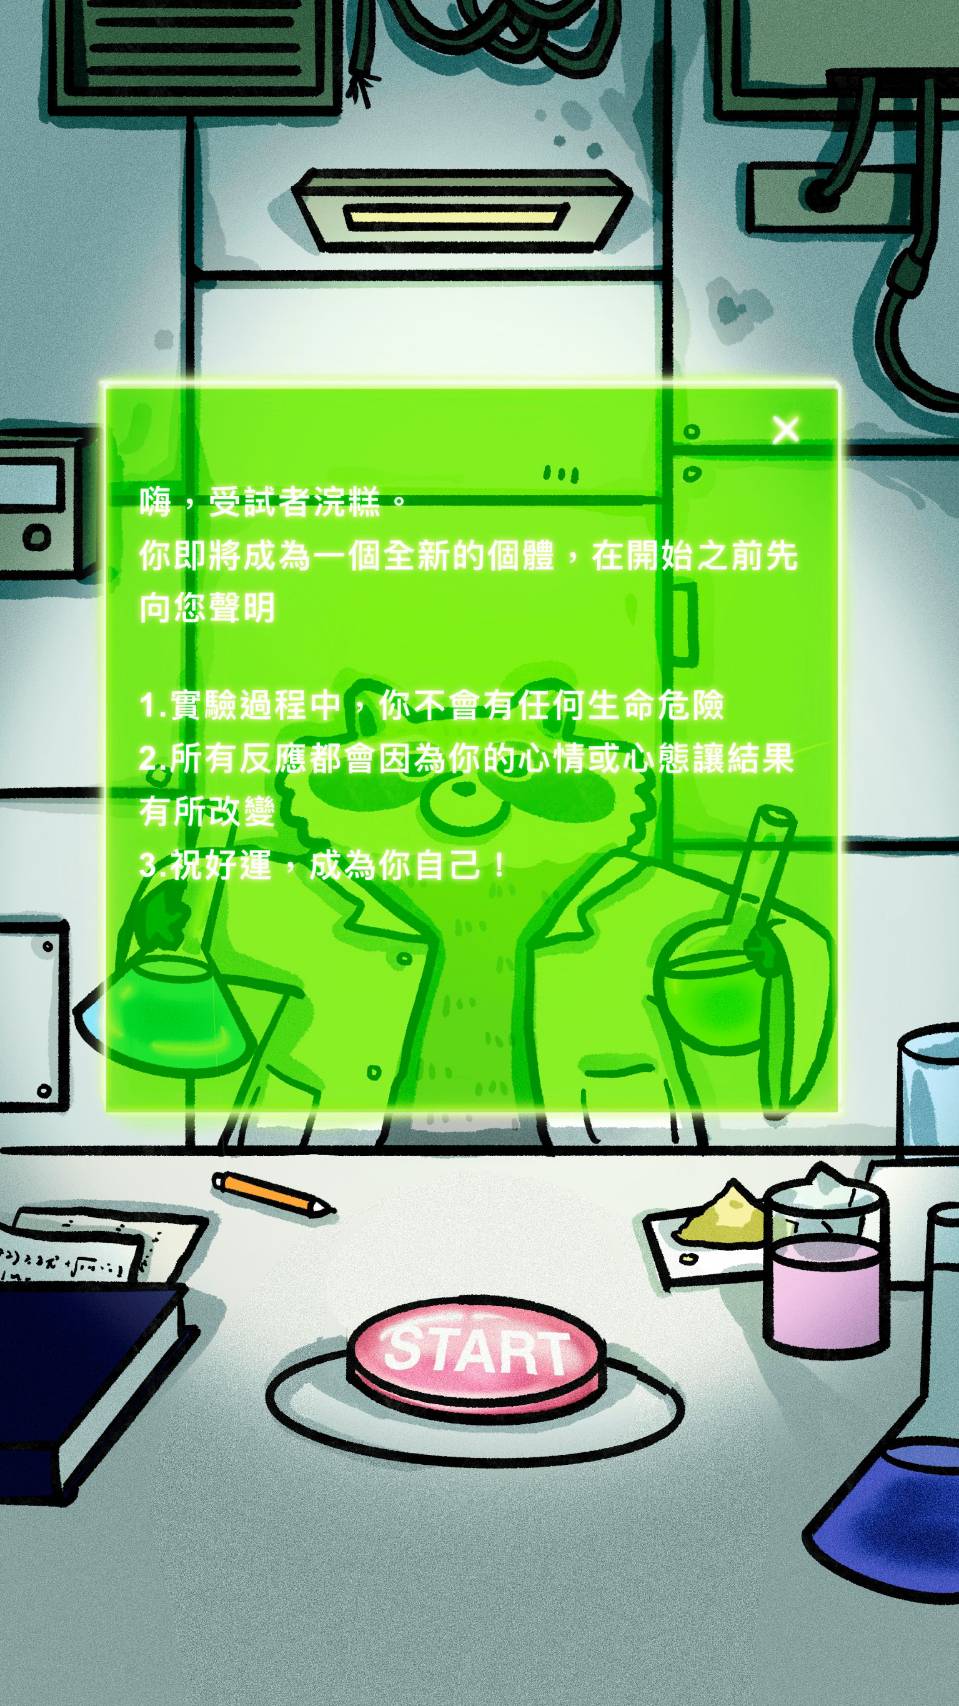 嗨，受試者浣糕。
你即將成為一個全新的個體，在開始之前先
向您聲明
1.實驗過程中，你不會有任何生命危險
2.所有反應都會因為你的心情或心態讓結果
有所改變
3.祝好運，成為你自己！
START